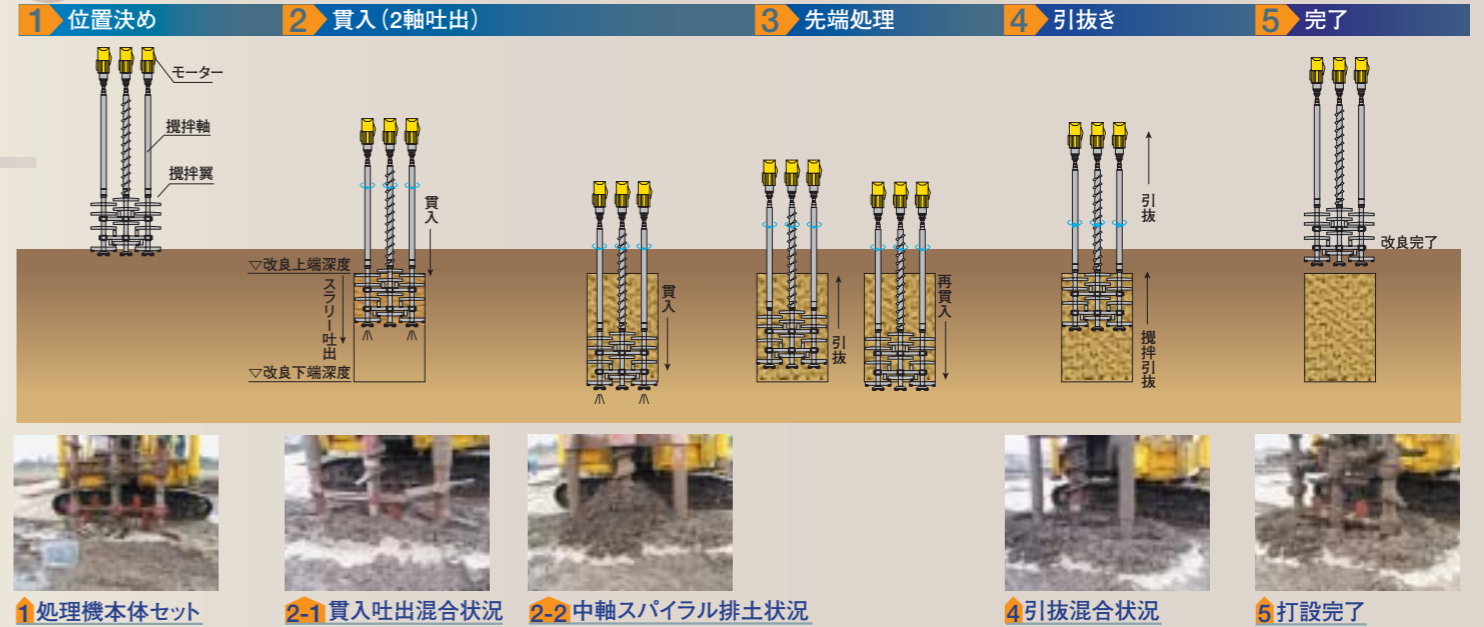 1 位置決め
2 貫入(2軸吐出)
3 先端処理
4 引抜き
5 完了
モーター
攪拌軸
攪拌翼
貫入
▽改良上端深度
スラリー吐出
▽改良下端深度
貫入
引抜
再貫入
引抜
攪拌引抜
改良完了
1 処理機本体セット
2-1 貫入吐出混合状況
2-2 中軸スパイラル排土状況
4 引抜混合状況
5 打設完了